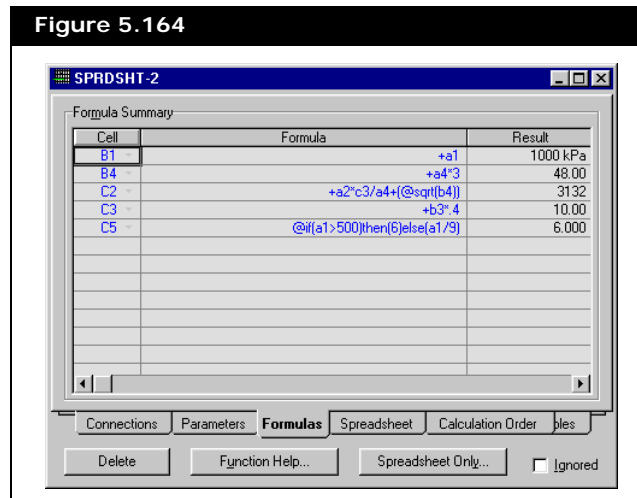 Figure 5.164
SPRDSHT-2
Formula Summary
Cell Formula Result
B1 +a1 1000 kPa
B4 +a4*3 48.00
C2 +a2*c3/a4+(@sqrt(b4)) 3132
C3 +b3*.4 10.00
C5 @if(a1>500)then(6)else(a1/9) 6.000
Connections Parameters Formulas Spreadsheet Calculation Order bles
Delete Function Help... Spreadsheet Only... Ignored